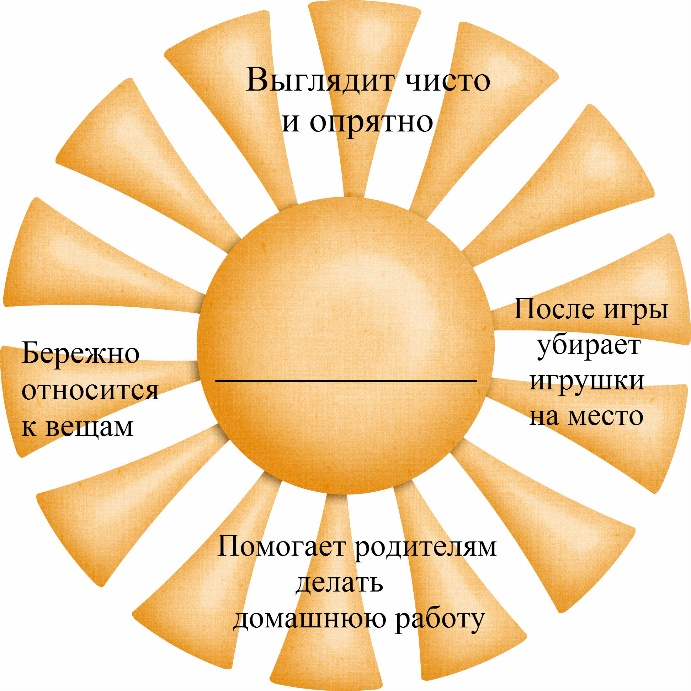 Выглядит чисто
и опрятно
Бережно
относится
к вещам
После игры
убирает
игрушки
на место
Помогает родителям
делать
домашнюю работу